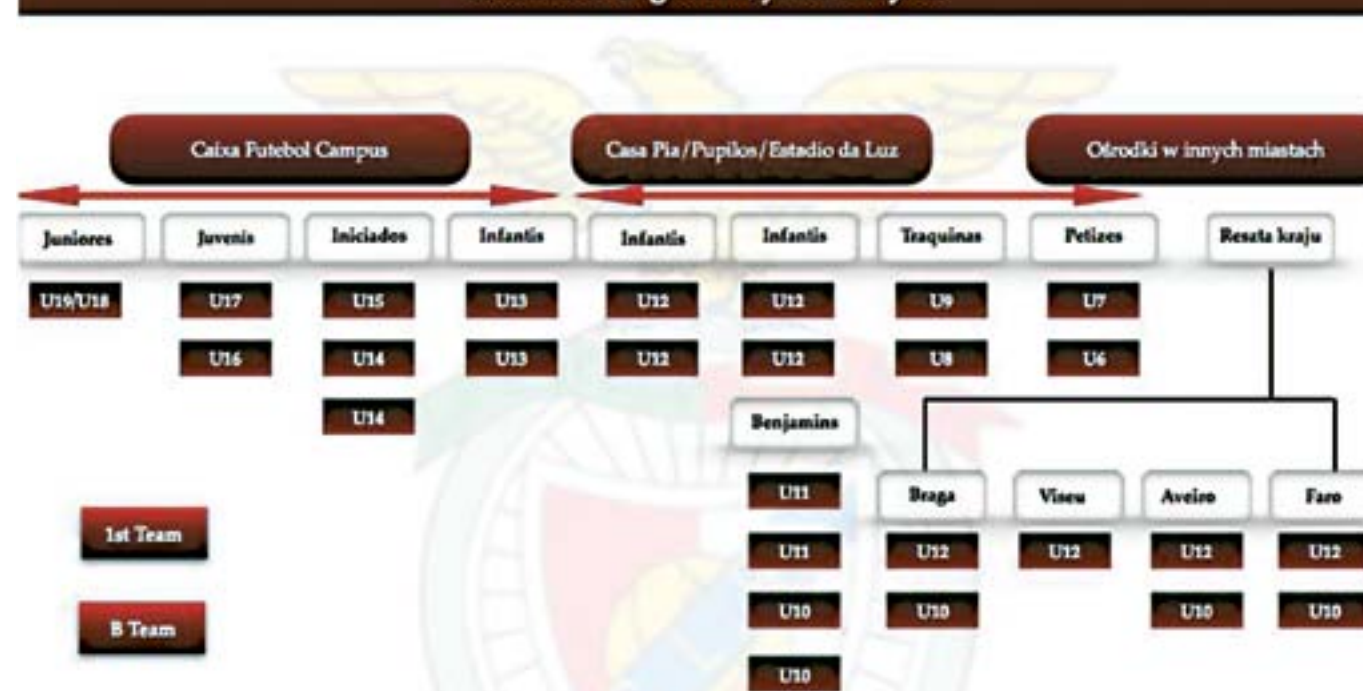 Caixa Futebol Campus
Casa Pia/Pupilos/Estadio da Luz
Ośrodki w innych miastach
Juniores
Juvenis
Iniciados
Infantis
Infantis
Infantis
Traquinas
Petizes
Reszta kraju
U19/U18
U17
U15
U13
U12
U12
U9
U7
U16
U14
U13
U12
U12
U8
U6
U14
Benjamins
U11
Braga
Viseu
Aveiro
Faro
1st Team
U11
U12
U12
U12
U12
B Team
U10
U10
U10
U10
U10